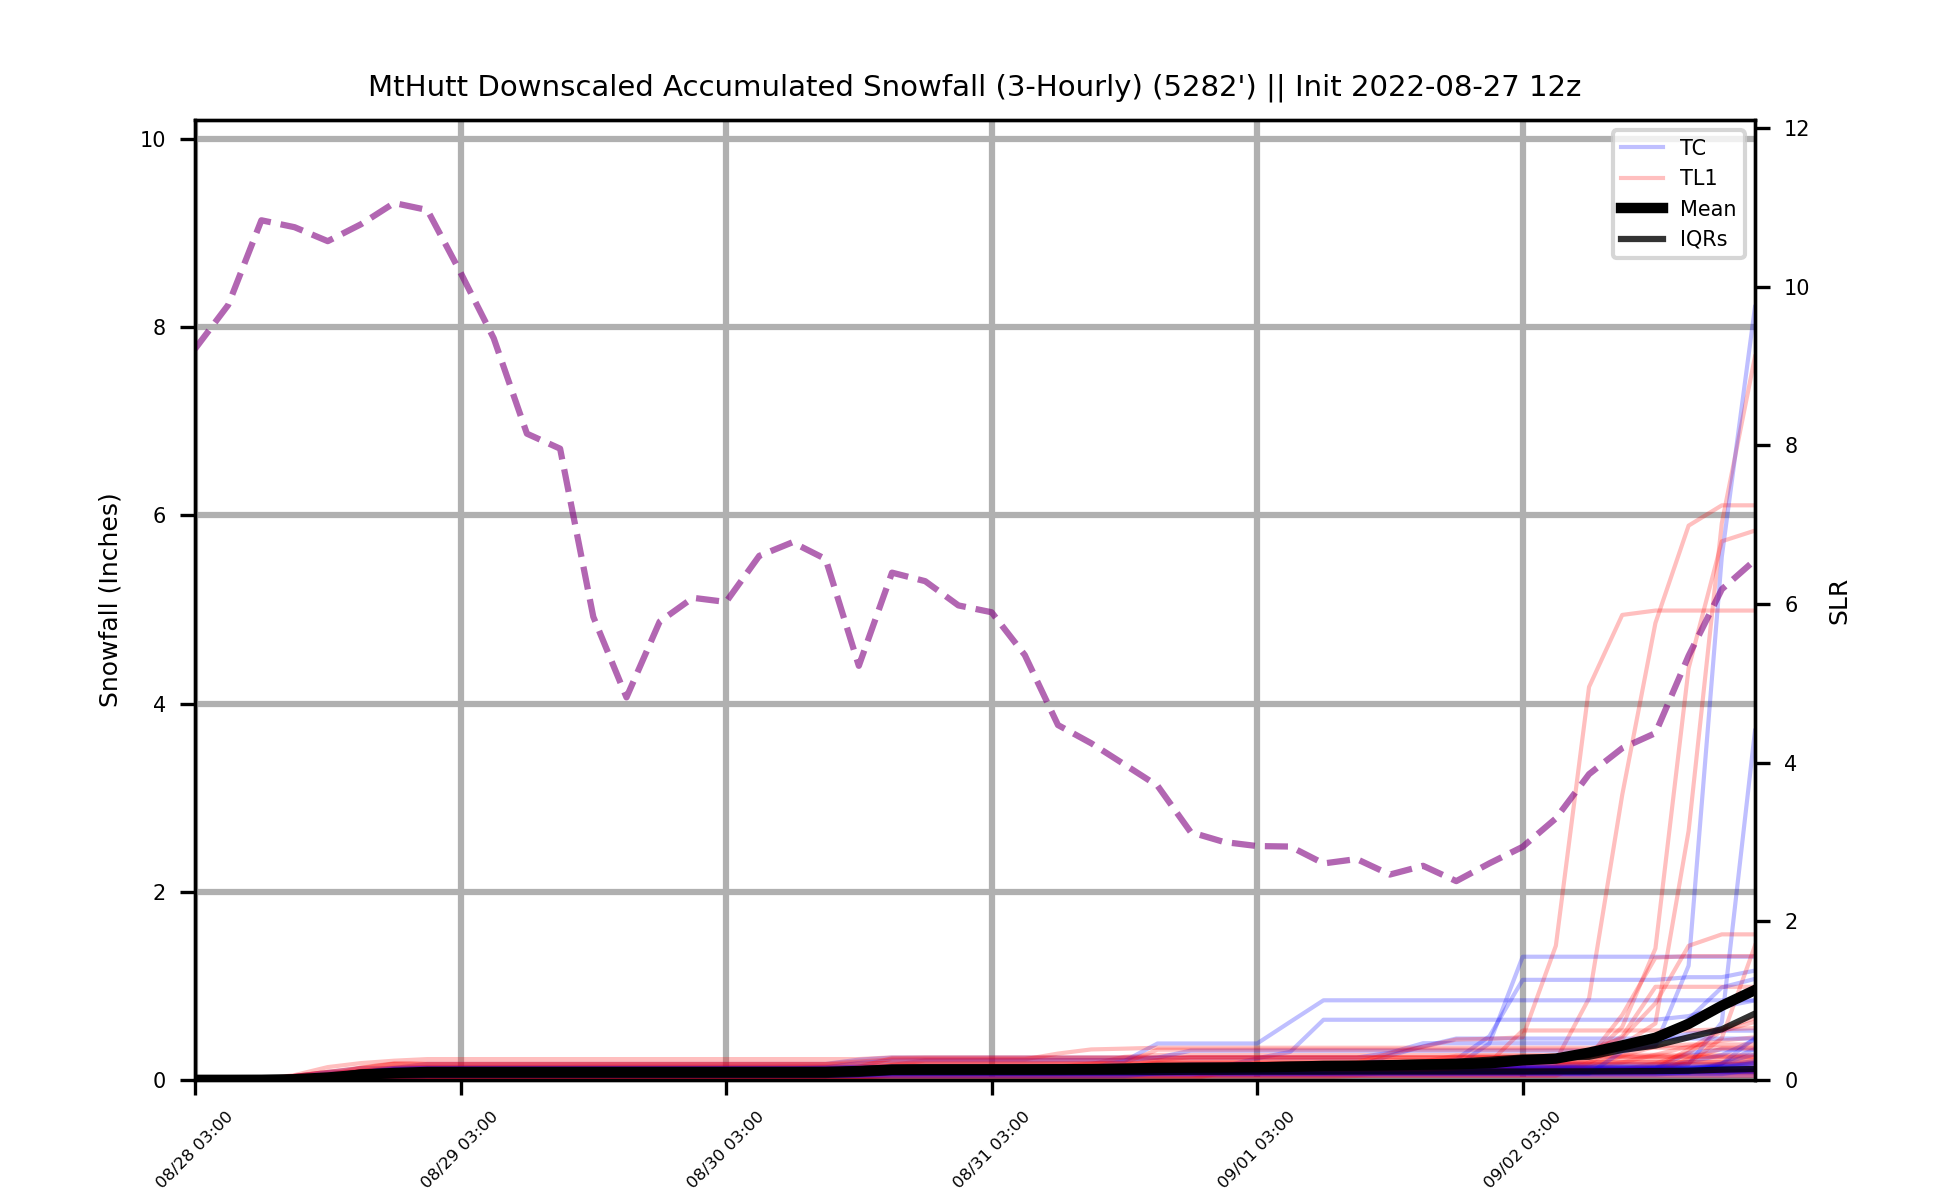 MtHutt Downscaled Accumulated Snowfall (3-Hourly) (5282') || Init 2022-08-27 12z
TC
TL1
Mean
IQRs
Snowfall (Inches)
10
8
6
4
2
0
SLR
12
10
8
6
4
2
0
08/28 03:00
08/29 03:00
08/30 03:00
08/31 03:00
09/01 03:00
09/02 03:00